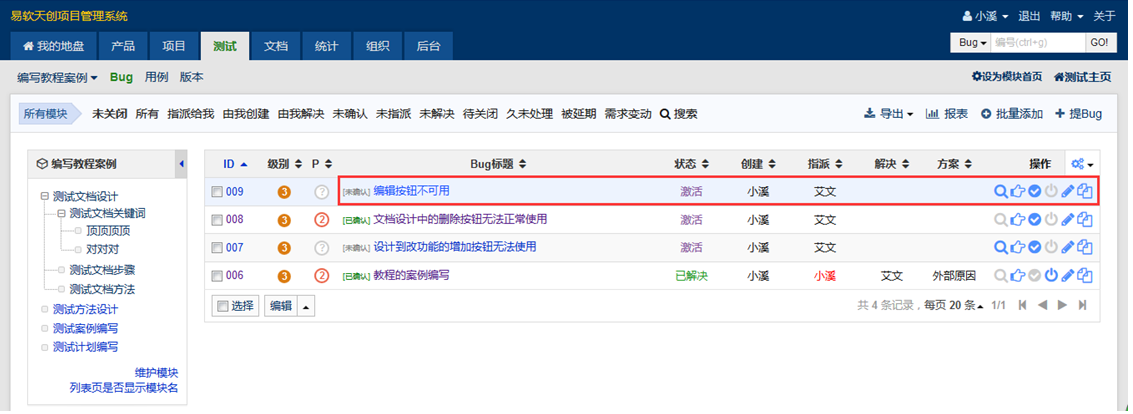 易软天创项目管理系统
小溪 退出 帮助 关于
我的地盘 产品 项目 测试 文档 统计 组织 后台
Bug 编号(ctrl+g) GO!
编写教程案例 Bug 用例 版本
设为模块首页 测试主页
所有模块 未关闭 所有 指派给我 由我创建 由我解决 未确认 未指派 未解决 待关闭 久未处理 被延期 需求变动 搜索
导出 报表 批量添加 提Bug
编写教程案例
测试文档设计
测试文档关键词
顶顶顶顶
对对对
测试文档步骤
测试文档方法
测试方法设计
测试案例编写
测试计划编写
维护模块
列表页是否显示模块名
ID 级别 P Bug标题 状态 创建 指派 解决 方案 操作
009 3 ? [未确认] 编辑按钮不可用 激活 小溪 艾文
008 3 2 [已确认] 文档设计中的删除按钮无法正常使用 激活 小溪 艾文
007 3 ? [未确认] 设计到改功能的增加按钮无法使用 激活 小溪 艾文
006 3 2 [已确认] 教程的案例编写 已解决 小溪 小溪 艾文 外部原因
选择 编辑
共 4 条记录，每页 20 条 1/1